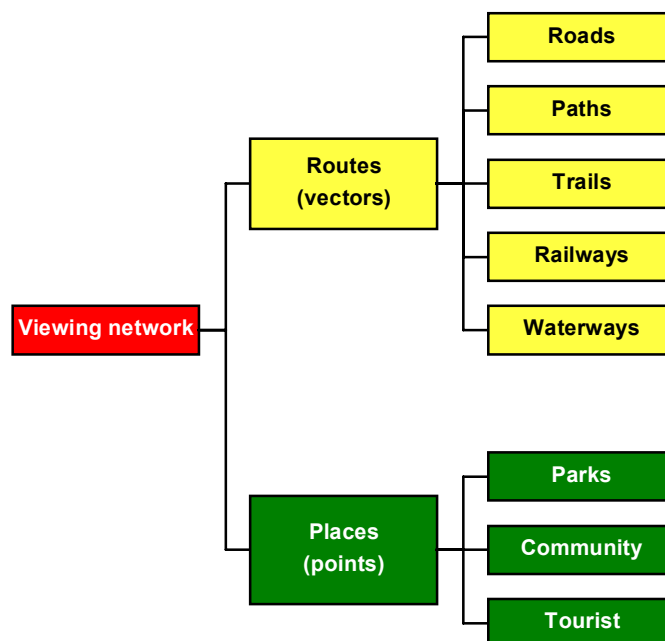 Roads
Paths
Routes
(vectors)
Trails
Railways
Viewing network
Waterways
Parks
Places
(points)
Community
Tourist